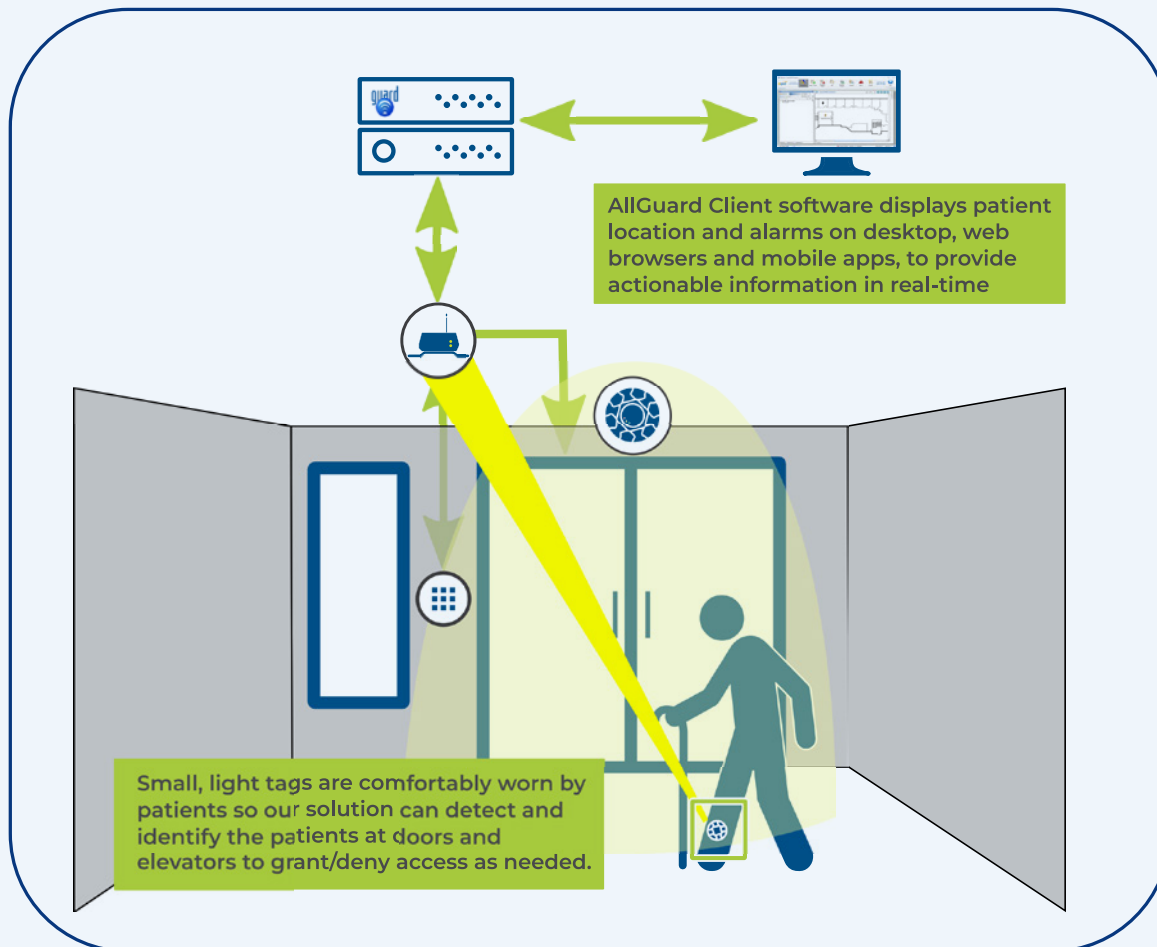 guard
AllGuard Client software displays patient
location and alarms on desktop, web
browsers and mobile apps, to provide
actionable information in real-time
Small, light tags are comfortably worn by
patients so our solution can detect and
identify the patients at doors and
elevators to grant/deny access as needed.